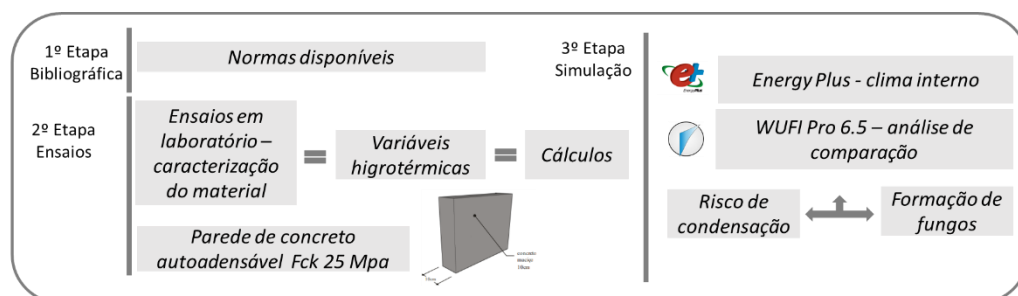 1º Etapa
Bibliográfica
Normas disponíveis
2º Etapa
Ensaios
Ensaios em
laboratório –
caracterização
do material
=
Variáveis
higrotérmicas
=
Cálculos
Parede de concreto
autoadensável Fck 25 Mpa
3º Etapa
Simulação
et
EnergyPlus
Energy Plus - clima interno
WUFI Pro 6.5 – análise de
comparação
Risco de
condensação
Formação de
fungos